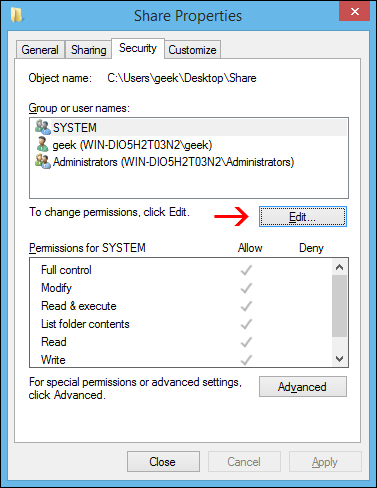 Share Properties
General Sharing Security Customize
Object name: C:\Users\geek\Desktop\Share
Group or user names:
SYSTEM
geek (WIN-DIO5H2T03N2\geek)
Administrators (WIN-DIO5H2T03N2\Administrators)
To change permissions, click Edit. Edit...
Permissions for SYSTEM Allow Deny
Full control
Modify
Read & execute
List folder contents
Read
Write
For special permissions or advanced settings,
click Advanced. Advanced
Close Cancel Apply